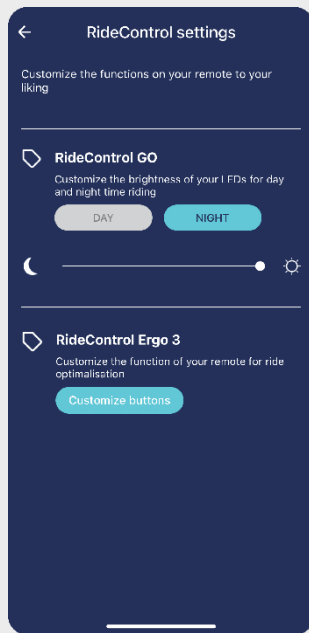 RideControl settings
Customize the functions on your remote to your
liking
RideControl GO
Customize the brightness of your LEDs for day
and night time riding
DAY
NIGHT
RideControl Ergo 3
Customize the function of your remote for ride
optimalisation
Customize buttons